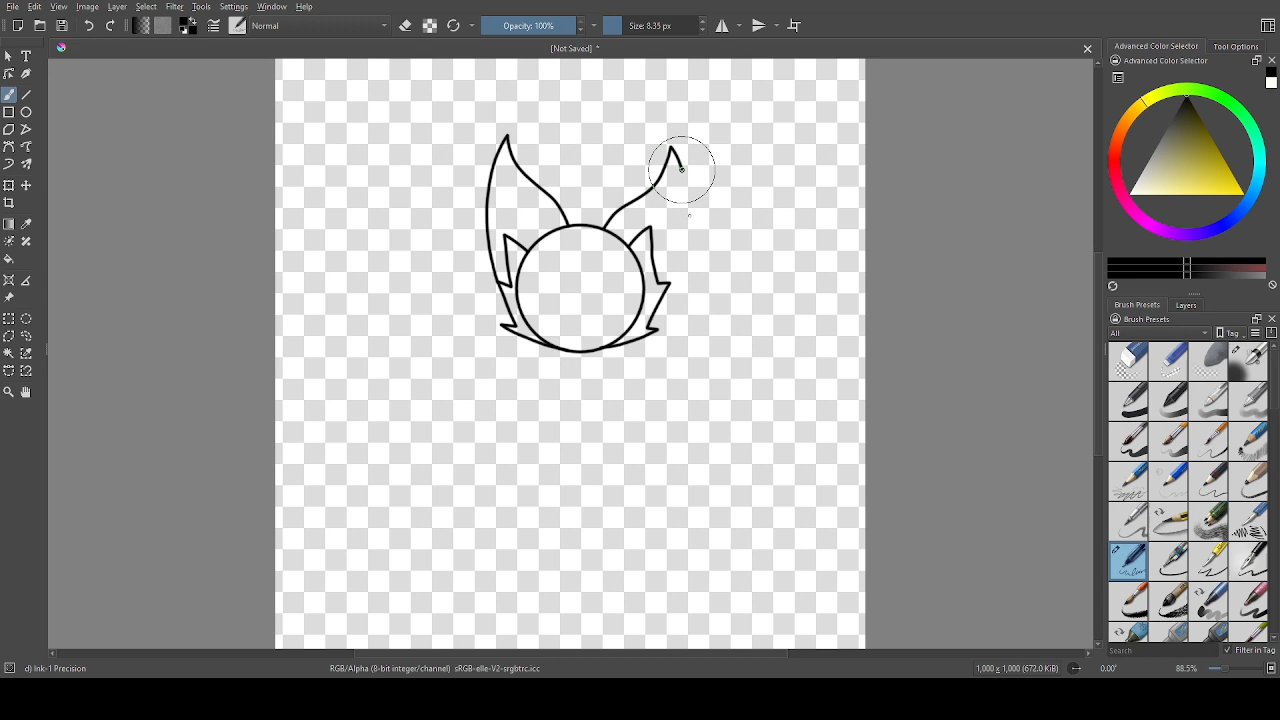 File Edit View Image Layer Select Filter Tools Settings Window Help
Normal Opacity: 100% Size: 8.35 px
[Not Saved] *
Advanced Color Selector Tool Options
Advanced Color Selector
Brush Presets Layers
Brush Presets
All Tag
Search Filter in Tag
d) Ink-1 Precision RGB/Alpha (8-bit integer/channel) sRGB-elle-V2-srgbtrc.icc 1,000 x 1,000 (672.0 KiB) 0.00° 88.5%